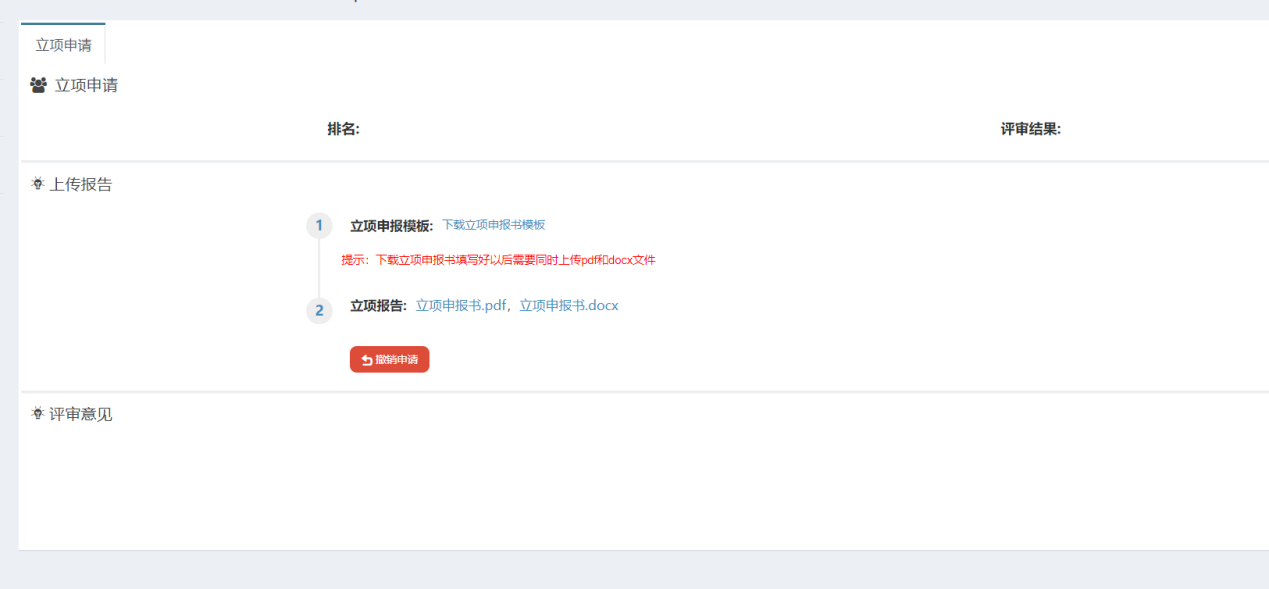 立项申请
立项申请
排名: 评审结果:
上传报告
1 立项申报模板: 下载立项申报书模板
提示：下载立项申报书填写好以后需要同时上传pdf和docx文件
2 立项报告: 立项申报书.pdf, 立项申报书.docx
撤销申请
评审意见